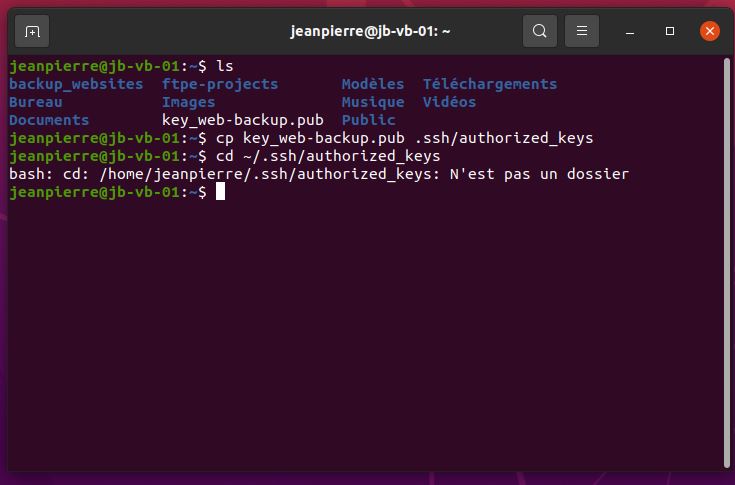 jeanpierre@jb-vb-01: ~
jeanpierre@jb-vb-01:~$ ls
backup_websites  ftpe-projects       Modèles  Téléchargements
Bureau           Images              Musique  Vidéos
Documents        key_web-backup.pub  Public
jeanpierre@jb-vb-01:~$ cp key_web-backup.pub .ssh/authorized_keys
jeanpierre@jb-vb-01:~$ cd ~/.ssh/authorized_keys
bash: cd: /home/jeanpierre/.ssh/authorized_keys: N'est pas un dossier
jeanpierre@jb-vb-01:~$